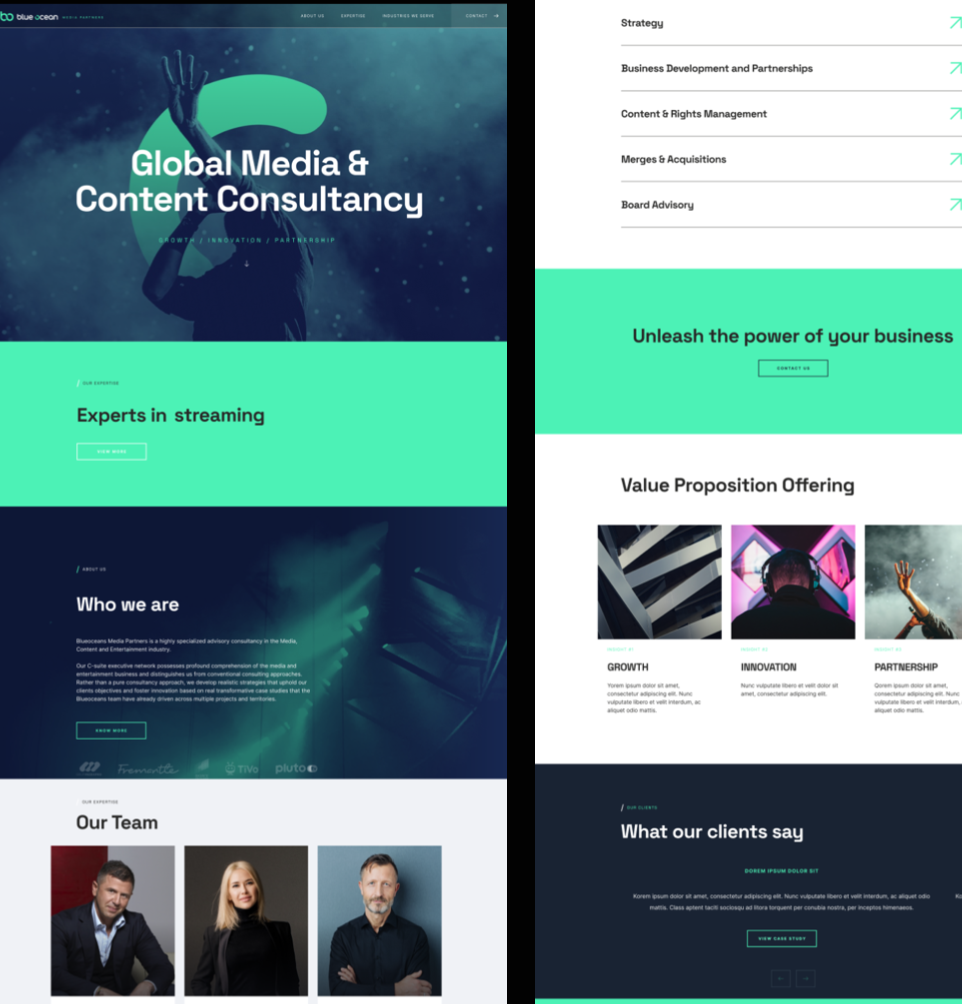 blue ocean MEDIA PARTNERS
ABOUT US
EXPERTISE
INDUSTRIES WE SERVE
CONTACT →
Global Media &
Content Consultancy
GROWTH / INNOVATION / PARTNERSHIP
/ OUR EXPERTISE
Experts in streaming
VIEW MORE
/ ABOUT US
Who we are
Blueoceans Media Partners is a highly specialized advisory consultancy in the Media,
Content and Entertainment industry.
Our C-suite executive network possesses profound comprehension of the media and
entertainment business and distinguishes us from conventional consulting approaches.
Rather than a pure consultancy approach, we develop realistic strategies that uphold our
clients objectives and foster innovation based on real transformative case studies that the
Blueoceans team have already driven across multiple projects and territories.
KNOW MORE
Fremantle
TiVo
pluto
OUR EXPERTISE
Our Team
Strategy
Business Development and Partnerships
Content & Rights Management
Merges & Acquisitions
Board Advisory
Unleash the power of your business
CONTACT US
Value Proposition Offering
INSIGHT #1
GROWTH
Yorem ipsum dolor sit amet,
consectetur adipiscing elit. Nunc
vulputate libero et velit interdum, ac
aliquet odio mattis.
INSIGHT #2
INNOVATION
Nunc vulputate libero et velit dolor sit
amet, consectetur adipiscing elit.
INSIGHT #3
PARTNERSHIP
Qorem ipsum dolor sit amet,
consectetur adipiscing elit. Nunc
vulputate libero et velit interdum,
aliquet odio mattis.
/ OUR CLIENTS
What our clients say
DOREM IPSUM DOLOR SIT
Korem ipsum dolor sit amet, consectetur adipiscing elit. Nunc vulputate libero et velit interdum, ac aliquet odio
mattis. Class aptent taciti sociosqu ad litora torquent per conubia nostra, per inceptos himenaeos.
VIEW CASE STUDY